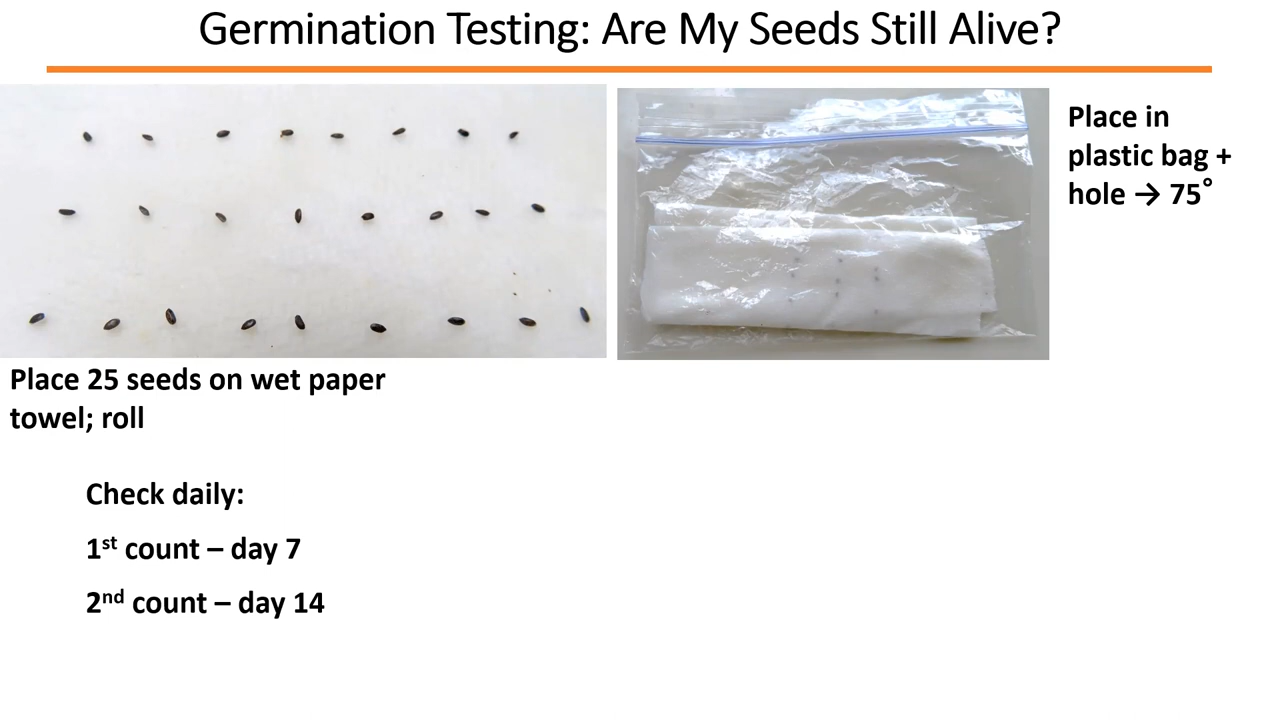 Germination Testing: Are My Seeds Still Alive?
Place in
plastic bag +
hole → 75°
Place 25 seeds on wet paper
towel; roll
Check daily:
1st count – day 7
2nd count – day 14